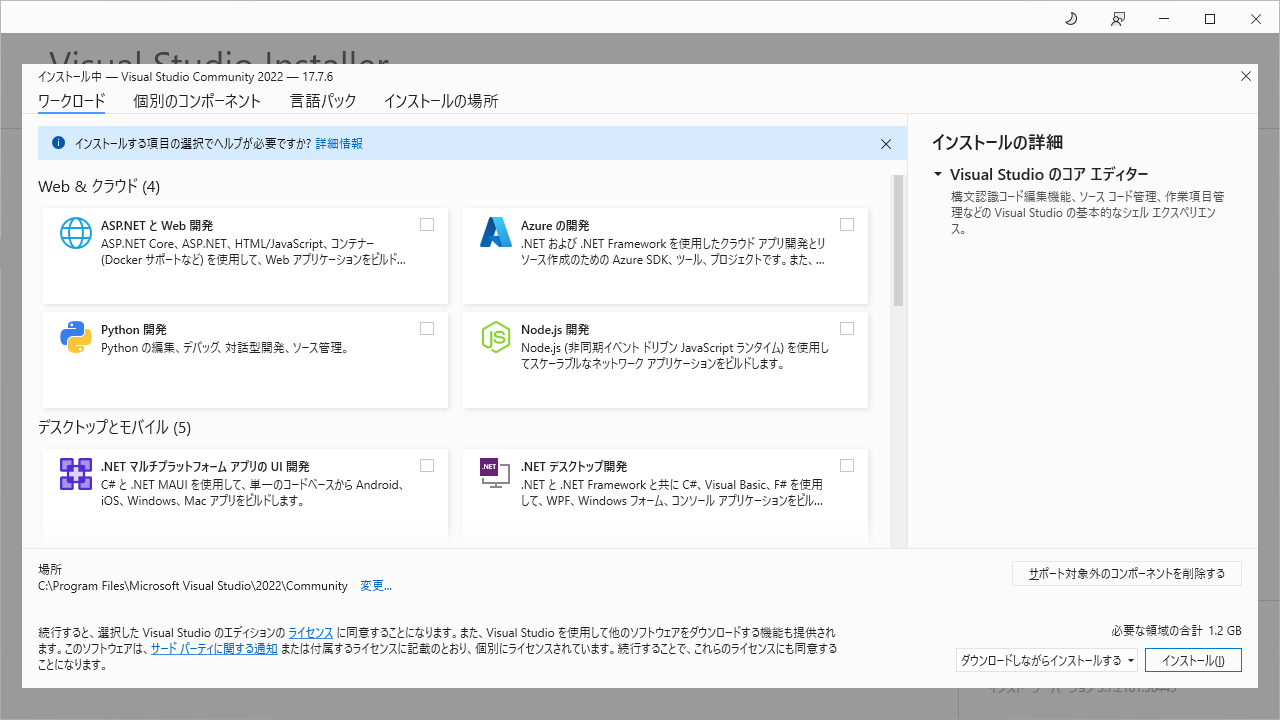 Visual Studio Installer
インストール中 — Visual Studio Community 2022 — 17.7.6
ワークロード 個別のコンポーネント 言語パック インストールの場所
インストールする項目の選択でヘルプが必要ですか? 詳細情報
Web & クラウド (4)
ASP.NET と Web 開発
ASP.NET Core、ASP.NET、HTML/JavaScript、コンテナー
(Docker サポートなど) を使用して、Web アプリケーションをビルド...
Azure の開発
.NET および .NET Framework を使用したクラウド アプリ開発とリ
ソース作成のための Azure SDK、ツール、プロジェクトです。また、...
Python 開発
Python の編集、デバッグ、対話型開発、ソース管理。
Node.js 開発
Node.js (非同期イベント ドリブン JavaScript ランタイム) を使用し
てスケーラブルなネットワーク アプリケーションをビルドします。
デスクトップとモバイル (5)
.NET マルチプラットフォーム アプリの UI 開発
C# と .NET MAUI を使用して、単一のコードベースから Android、
iOS、Windows、Mac アプリをビルドします。
.NET
.NET デスクトップ開発
.NET と .NET Framework と共に C#、Visual Basic、F# を使用
して、WPF、Windows フォーム、コンソール アプリケーションをビル...
インストールの詳細
Visual Studio のコア エディター
構文認識コード編集機能、ソース コード管理、作業項目管
理などの Visual Studio の基本的なシェル エクスペリエン
ス。
場所
C:\Program Files\Microsoft Visual Studio\2022\Community 変更...
サポート対象外のコンポーネントを削除する
続行すると、選択した Visual Studio のエディションの ライセンス に同意することになります。また、Visual Studio を使用して他のソフトウェアをダウンロードする機能も提供され
ます。このソフトウェアは、サード パーティに関する通知 または付属するライセンスに記載のとおり、個別にライセンスされています。続行することで、これらのライセンスにも同意する
ことになります。
必要な領域の合計 1.2 GB
ダウンロードしながらインストールする インストール(I)